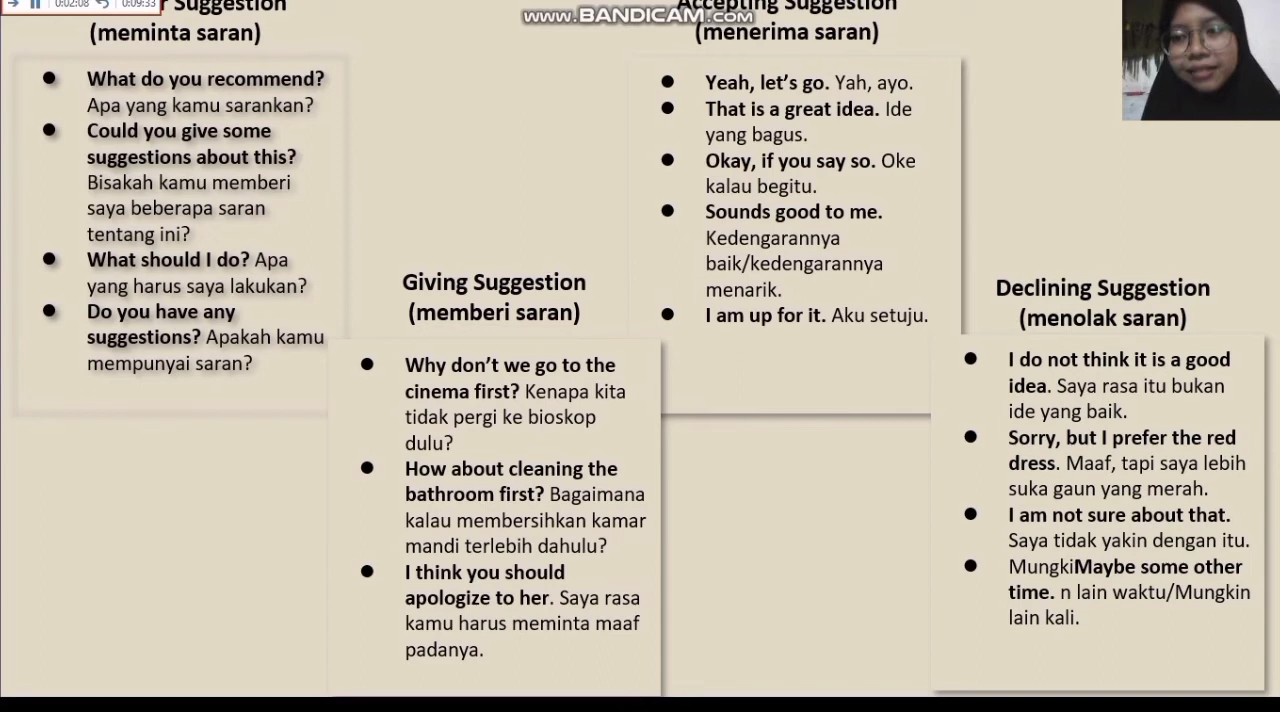 0:02:08 0:09:33
www.BANDICAM.com
Suggestion
(meminta saran)
● What do you recommend?
Apa yang kamu sarankan?
● Could you give some
suggestions about this?
Bisakah kamu memberi
saya beberapa saran
tentang ini?
● What should I do? Apa
yang harus saya lakukan?
● Do you have any
suggestions? Apakah kamu
mempunyai saran?
Giving Suggestion
(memberi saran)
● Why don’t we go to the
cinema first? Kenapa kita
tidak pergi ke bioskop
dulu?
● How about cleaning the
bathroom first? Bagaimana
kalau membersihkan kamar
mandi terlebih dahulu?
● I think you should
apologize to her. Saya rasa
kamu harus meminta maaf
padanya.
Accepting Suggestion
(menerima saran)
● Yeah, let’s go. Yah, ayo.
● That is a great idea. Ide
yang bagus.
● Okay, if you say so. Oke
kalau begitu.
● Sounds good to me.
Kedengarannya
baik/kedengarannya
menarik.
● I am up for it. Aku setuju.
Declining Suggestion
(menolak saran)
● I do not think it is a good
idea. Saya rasa itu bukan
ide yang baik.
● Sorry, but I prefer the red
dress. Maaf, tapi saya lebih
suka gaun yang merah.
● I am not sure about that.
Saya tidak yakin dengan itu.
● MungkiMaybe some other
time. n lain waktu/Mungkin
lain kali.